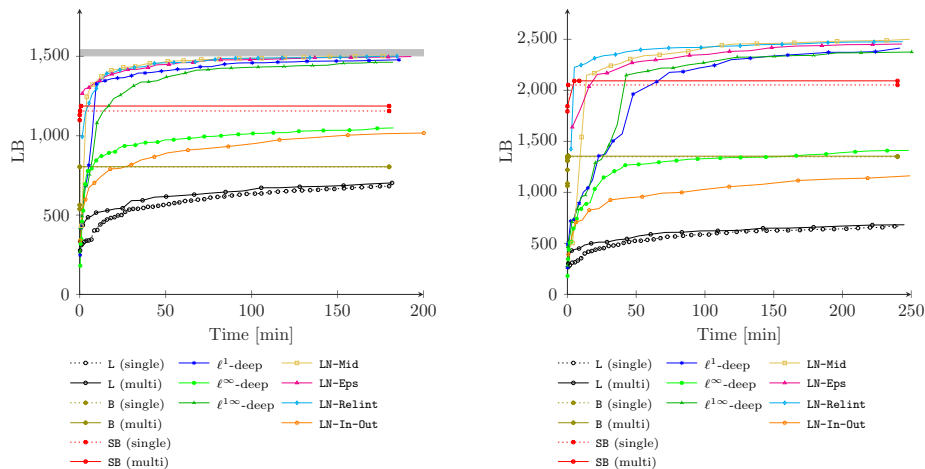 1,500
1,000
500
0
LB
0
50
100
150
200
Time [min]
L (single)
L (multi)
B (single)
B (multi)
SB (single)
SB (multi)
ℓ¹-deep
ℓ^∞-deep
ℓ^1∞-deep
LN-Mid
LN-Eps
LN-Relint
LN-In-Out
2,500
2,000
1,500
1,000
500
0
LB
0
50
100
150
200
250
Time [min]
L (single)
L (multi)
B (single)
B (multi)
SB (single)
SB (multi)
ℓ¹-deep
ℓ^∞-deep
ℓ^1∞-deep
LN-Mid
LN-Eps
LN-Relint
LN-In-Out